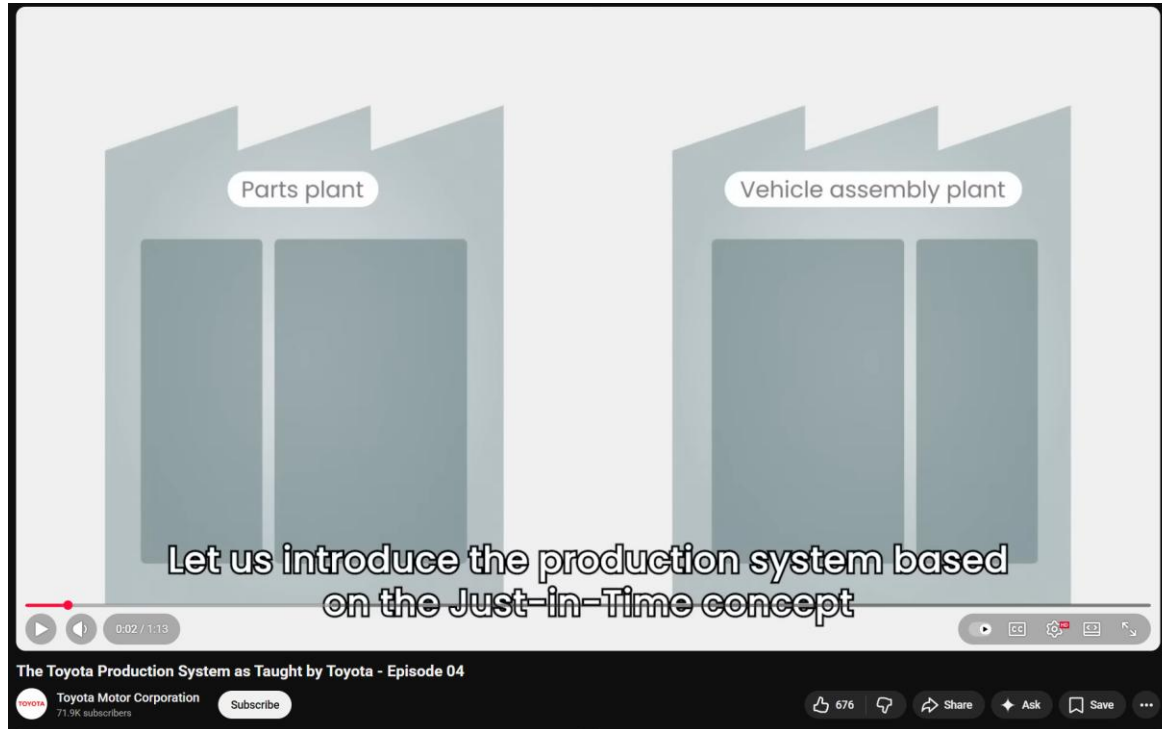 Parts plant
Vehicle assembly plant
Let us introduce the production system based
on the Just-in-Time concept
0:02 / 1:13
CC
HD
The Toyota Production System as Taught by Toyota - Episode 04
TOYOTA
Toyota Motor Corporation
71.9K subscribers
Subscribe
676
Share
Ask
Save